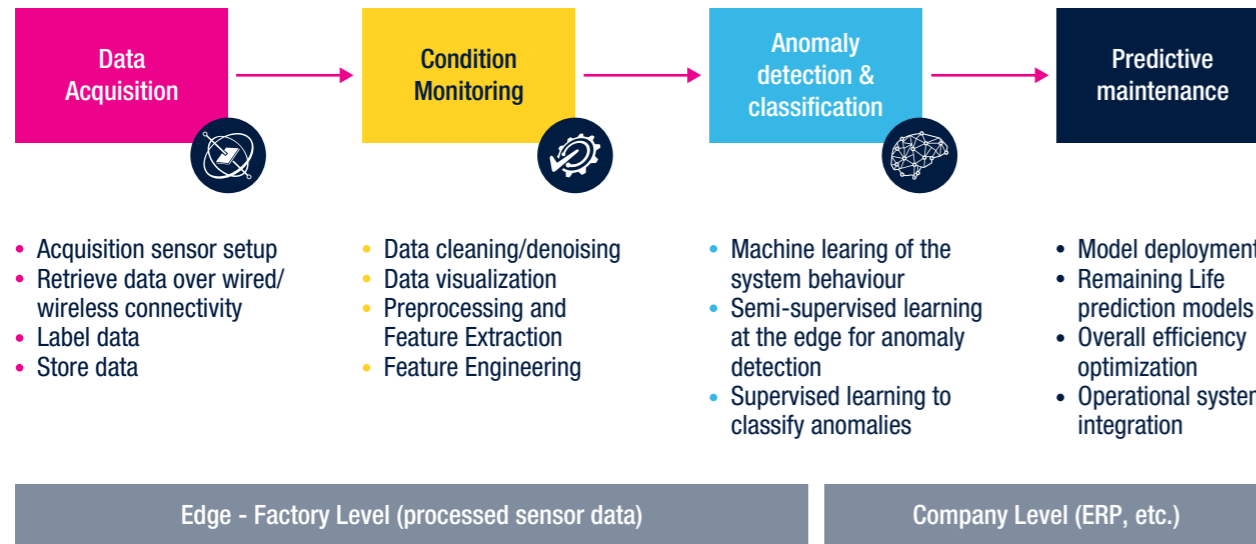 Data
Acquisition
Condition
Monitoring
Anomaly
detection &
classification
Predictive
maintenance
• Acquisition sensor setup
• Retrieve data over wired/
wireless connectivity
• Label data
• Store data
• Data cleaning/denoising
• Data visualization
• Preprocessing and
Feature Extraction
• Feature Engineering
• Machine learing of the
system behaviour
• Semi-supervised learning
at the edge for anomaly
detection
• Supervised learning to
classify anomalies
• Model deployment
• Remaining Life
prediction models
• Overall efficiency
optimization
• Operational system
integration
Edge - Factory Level (processed sensor data)
Company Level (ERP, etc.)